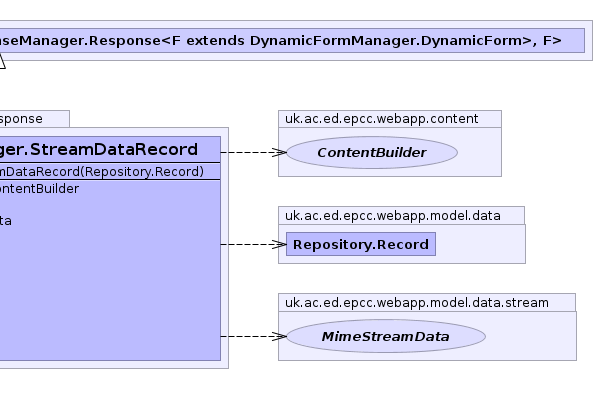 nseManager.Response<F extends DynamicFormManager.DynamicForm>, F>
sponse
ger.StreamDataRecord
mDataRecord(Repository.Record)
ontentBuilder
ta
uk.ac.ed.epcc.webapp.content
ContentBuilder
uk.ac.ed.epcc.webapp.model.data
Repository.Record
uk.ac.ed.epcc.webapp.model.data.stream
MimeStreamData